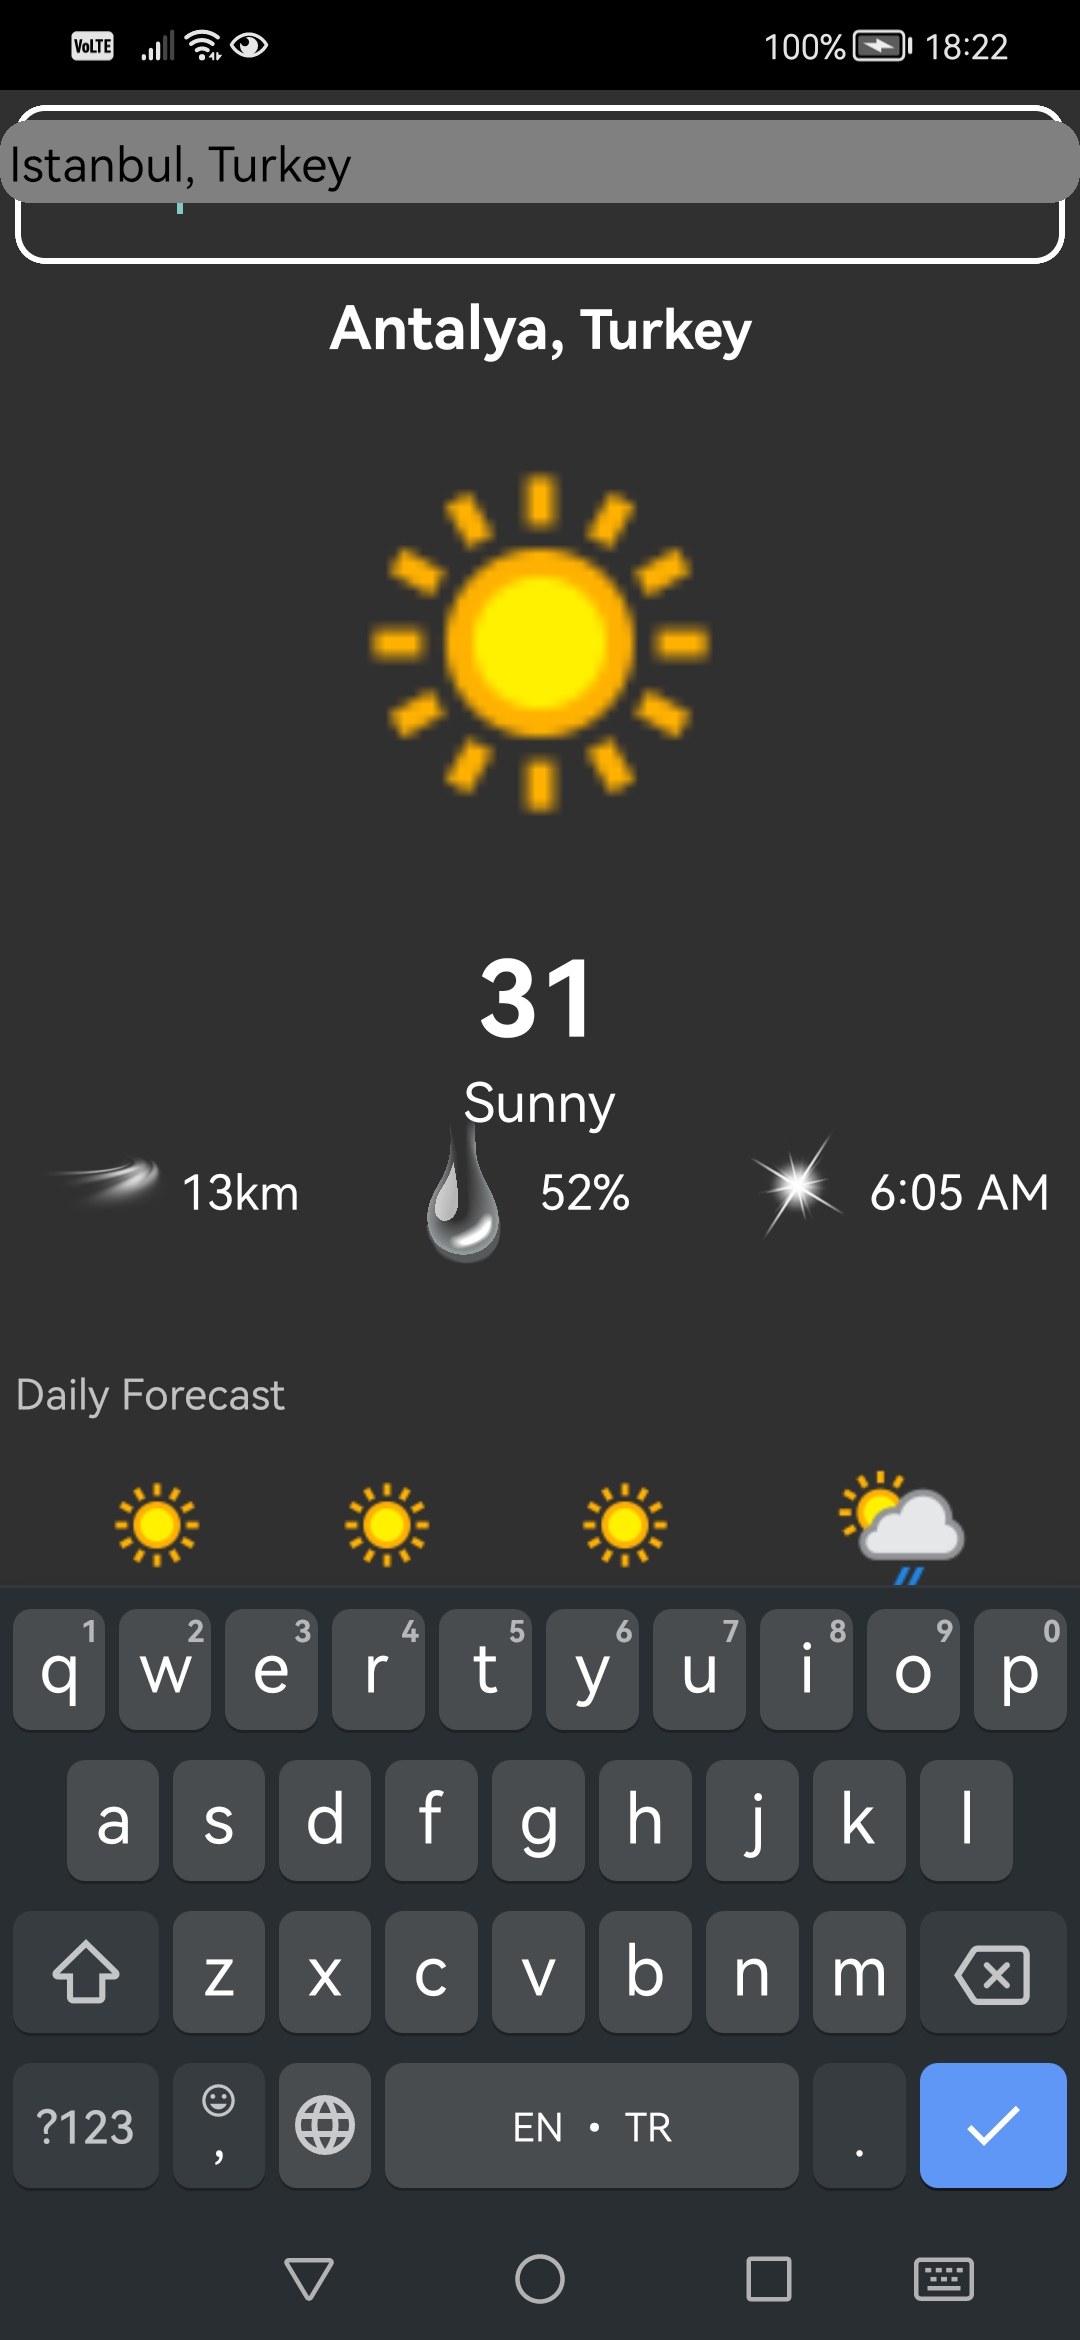 VoLTE 100% 18:22
Istanbul, Turkey
Antalya, Turkey
31
Sunny
13km 52% 6:05 AM
Daily Forecast
1 2 3 4 5 6 7 8 9 0
q w e r t y u i o p
a s d f g h j k l
z x c v b n m
?123 , EN • TR .